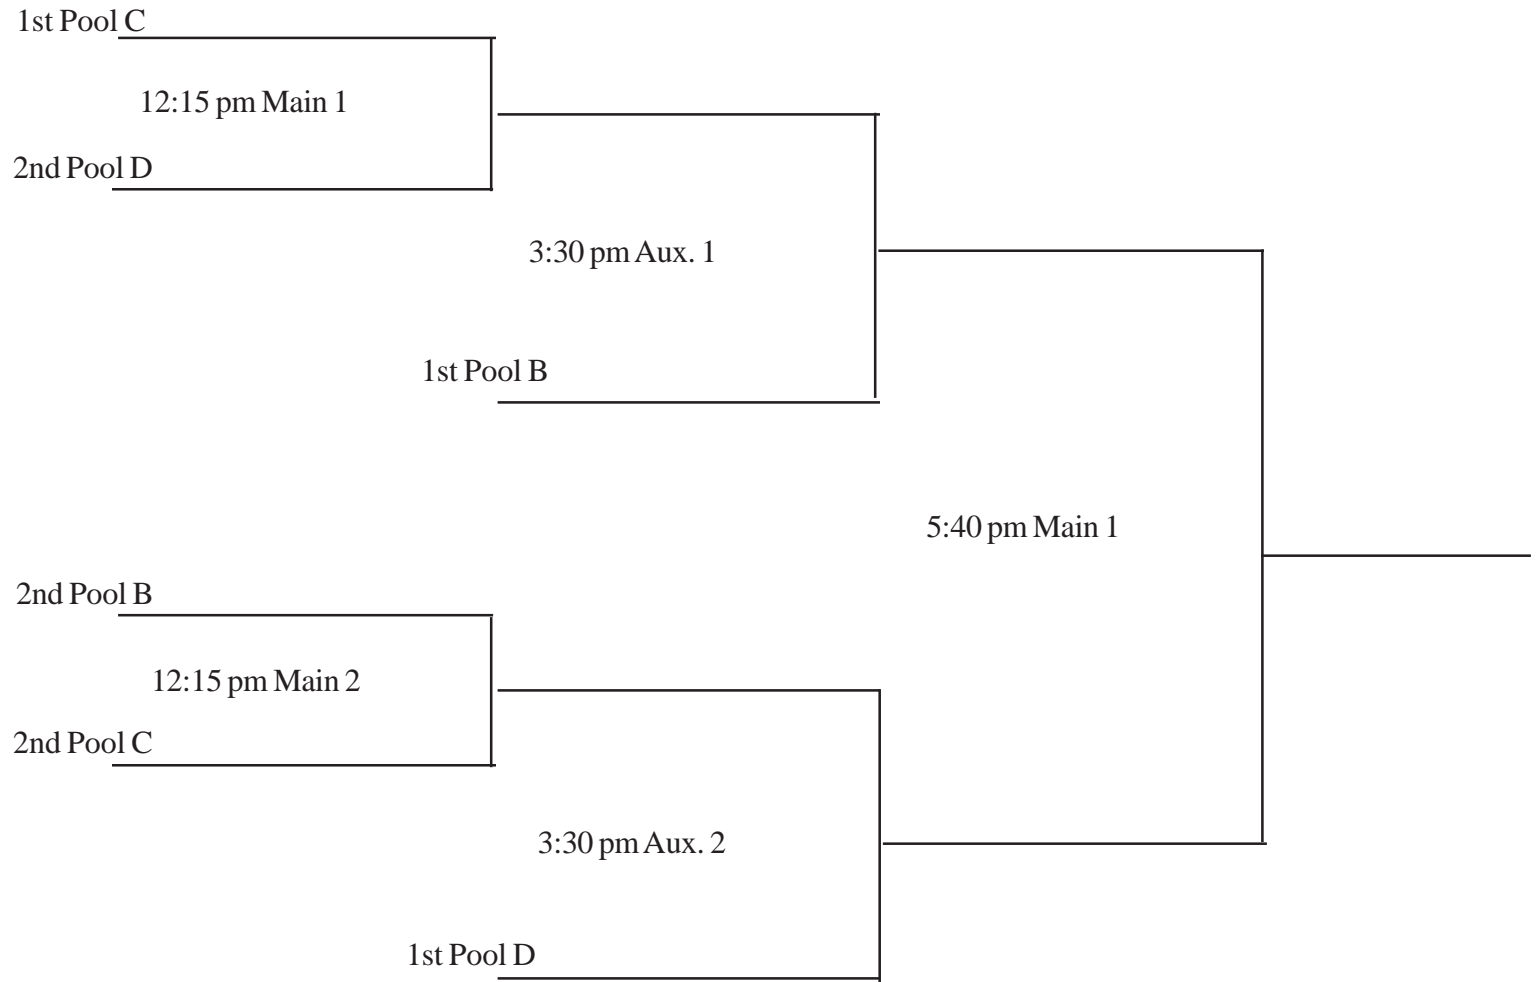 1st Pool C
12:15 pm Main 1
2nd Pool D
3:30 pm Aux. 1
1st Pool B
5:40 pm Main 1
2nd Pool B
12:15 pm Main 2
2nd Pool C
3:30 pm Aux. 2
1st Pool D